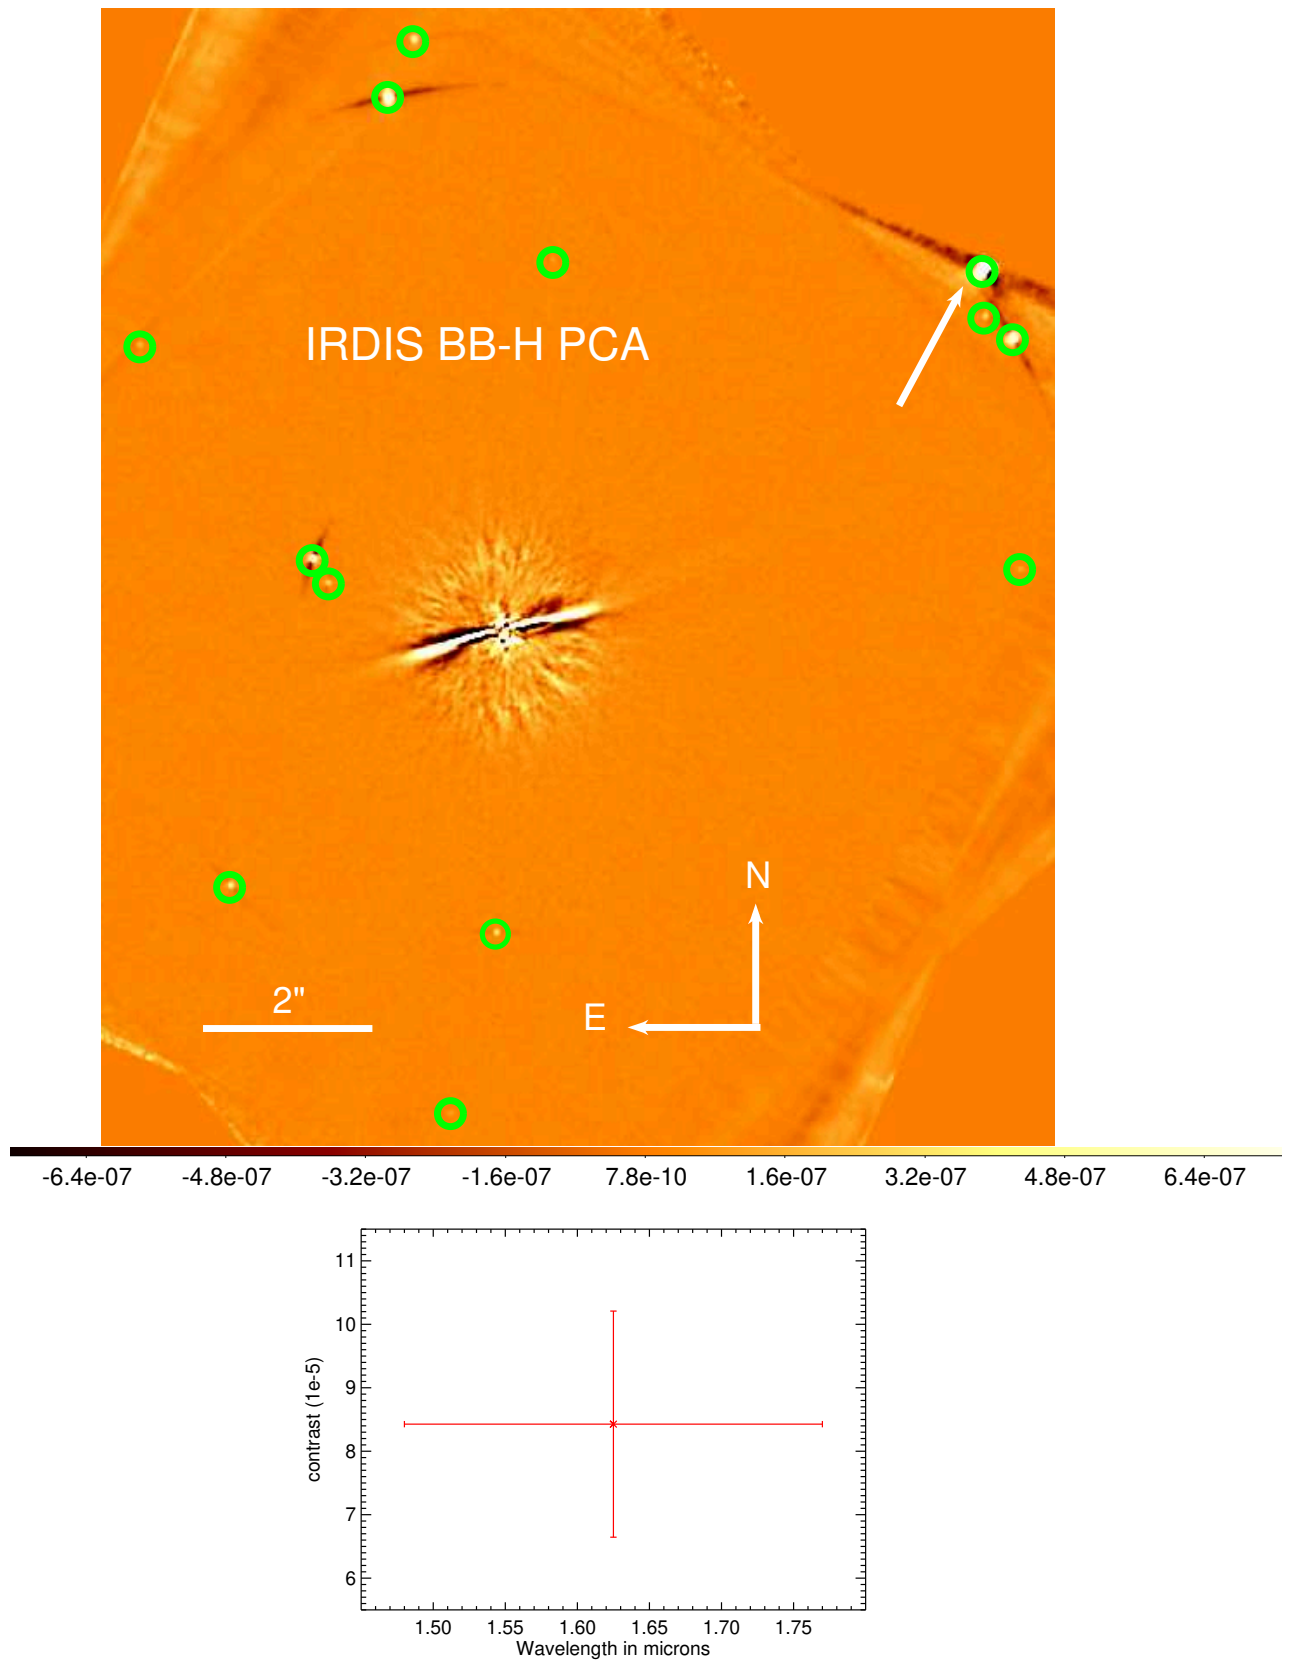 IRDIS BB-H PCA
N
E
2"
-6.4e-07 -4.8e-07 -3.2e-07 -1.6e-07 7.8e-10 1.6e-07 3.2e-07 4.8e-07 6.4e-07
11
10
9
8
7
6
contrast (1e-5)
1.50 1.55 1.60 1.65 1.70 1.75
Wavelength in microns